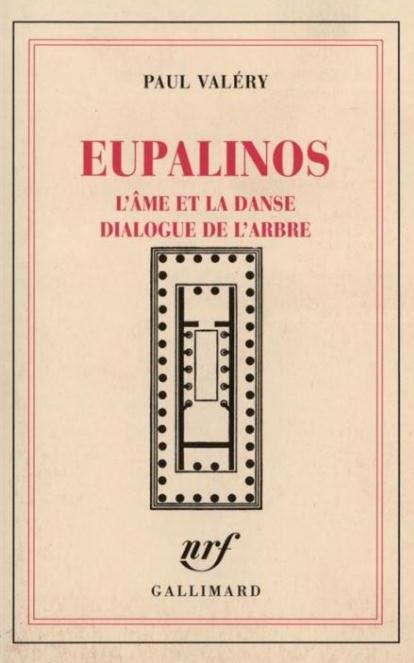 PAUL VALÉRY
EUPALINOS
L'ÂME ET LA DANSE
DIALOGUE DE L'ARBRE
nrf
GALLIMARD